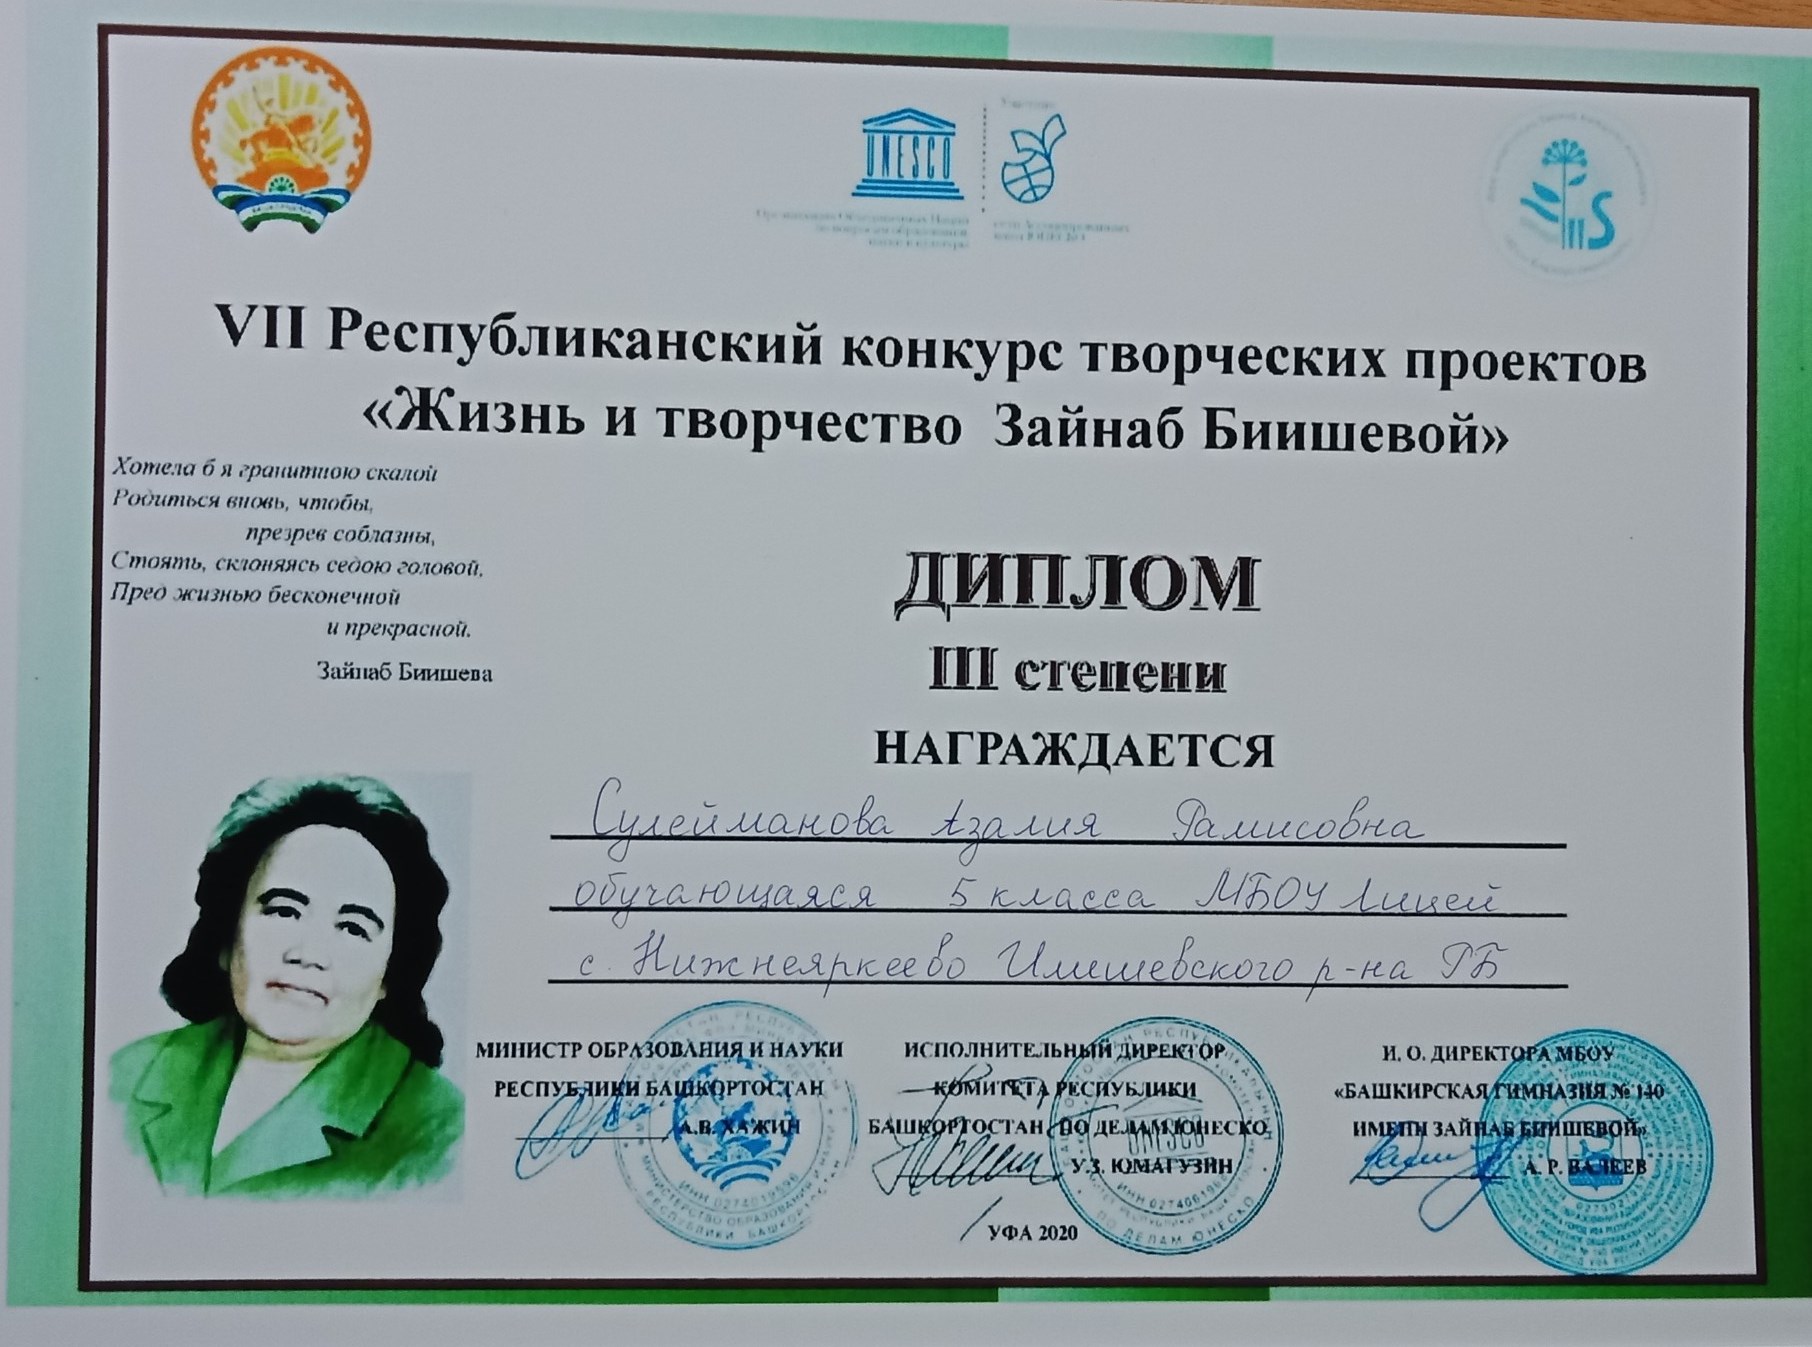 UNESCO
VII Республиканский конкурс творческих проектов
«Жизнь и творчество Зайнаб Биишевой»
Хотела б я гранитною скалой
Родиться вновь, чтобы,
презрев соблазны,
Стоять, склоняясь седою головой,
Пред жизнью бесконечной
и прекрасной.
Зайнаб Биишева
ДИПЛОМ
III степени
НАГРАЖДАЕТСЯ
Сулейманова Азалия Рамисовна
обучающаяся 5 класса МБОУ Лицей
с. Нижнеяркеево Илишевского р-на РБ
МИНИСТР ОБРАЗОВАНИЯ И НАУКИ
РЕСПУБЛИКИ БАШКОРТОСТАН
А.В. ХАЖИН
ИСПОЛНИТЕЛЬНЫЙ ДИРЕКТОР
КОМИТЕТА РЕСПУБЛИКИ
БАШКОРТОСТАН ПО ДЕЛАМ ЮНЕСКО
У.З. ЮМАГУЗИН
И. О. ДИРЕКТОРА МБОУ
«БАШКИРСКАЯ ГИМНАЗИЯ № 140
ИМЕНИ ЗАЙНАБ БИИШЕВОЙ»
А. Р. ВАЛЕЕВ
УФА 2020